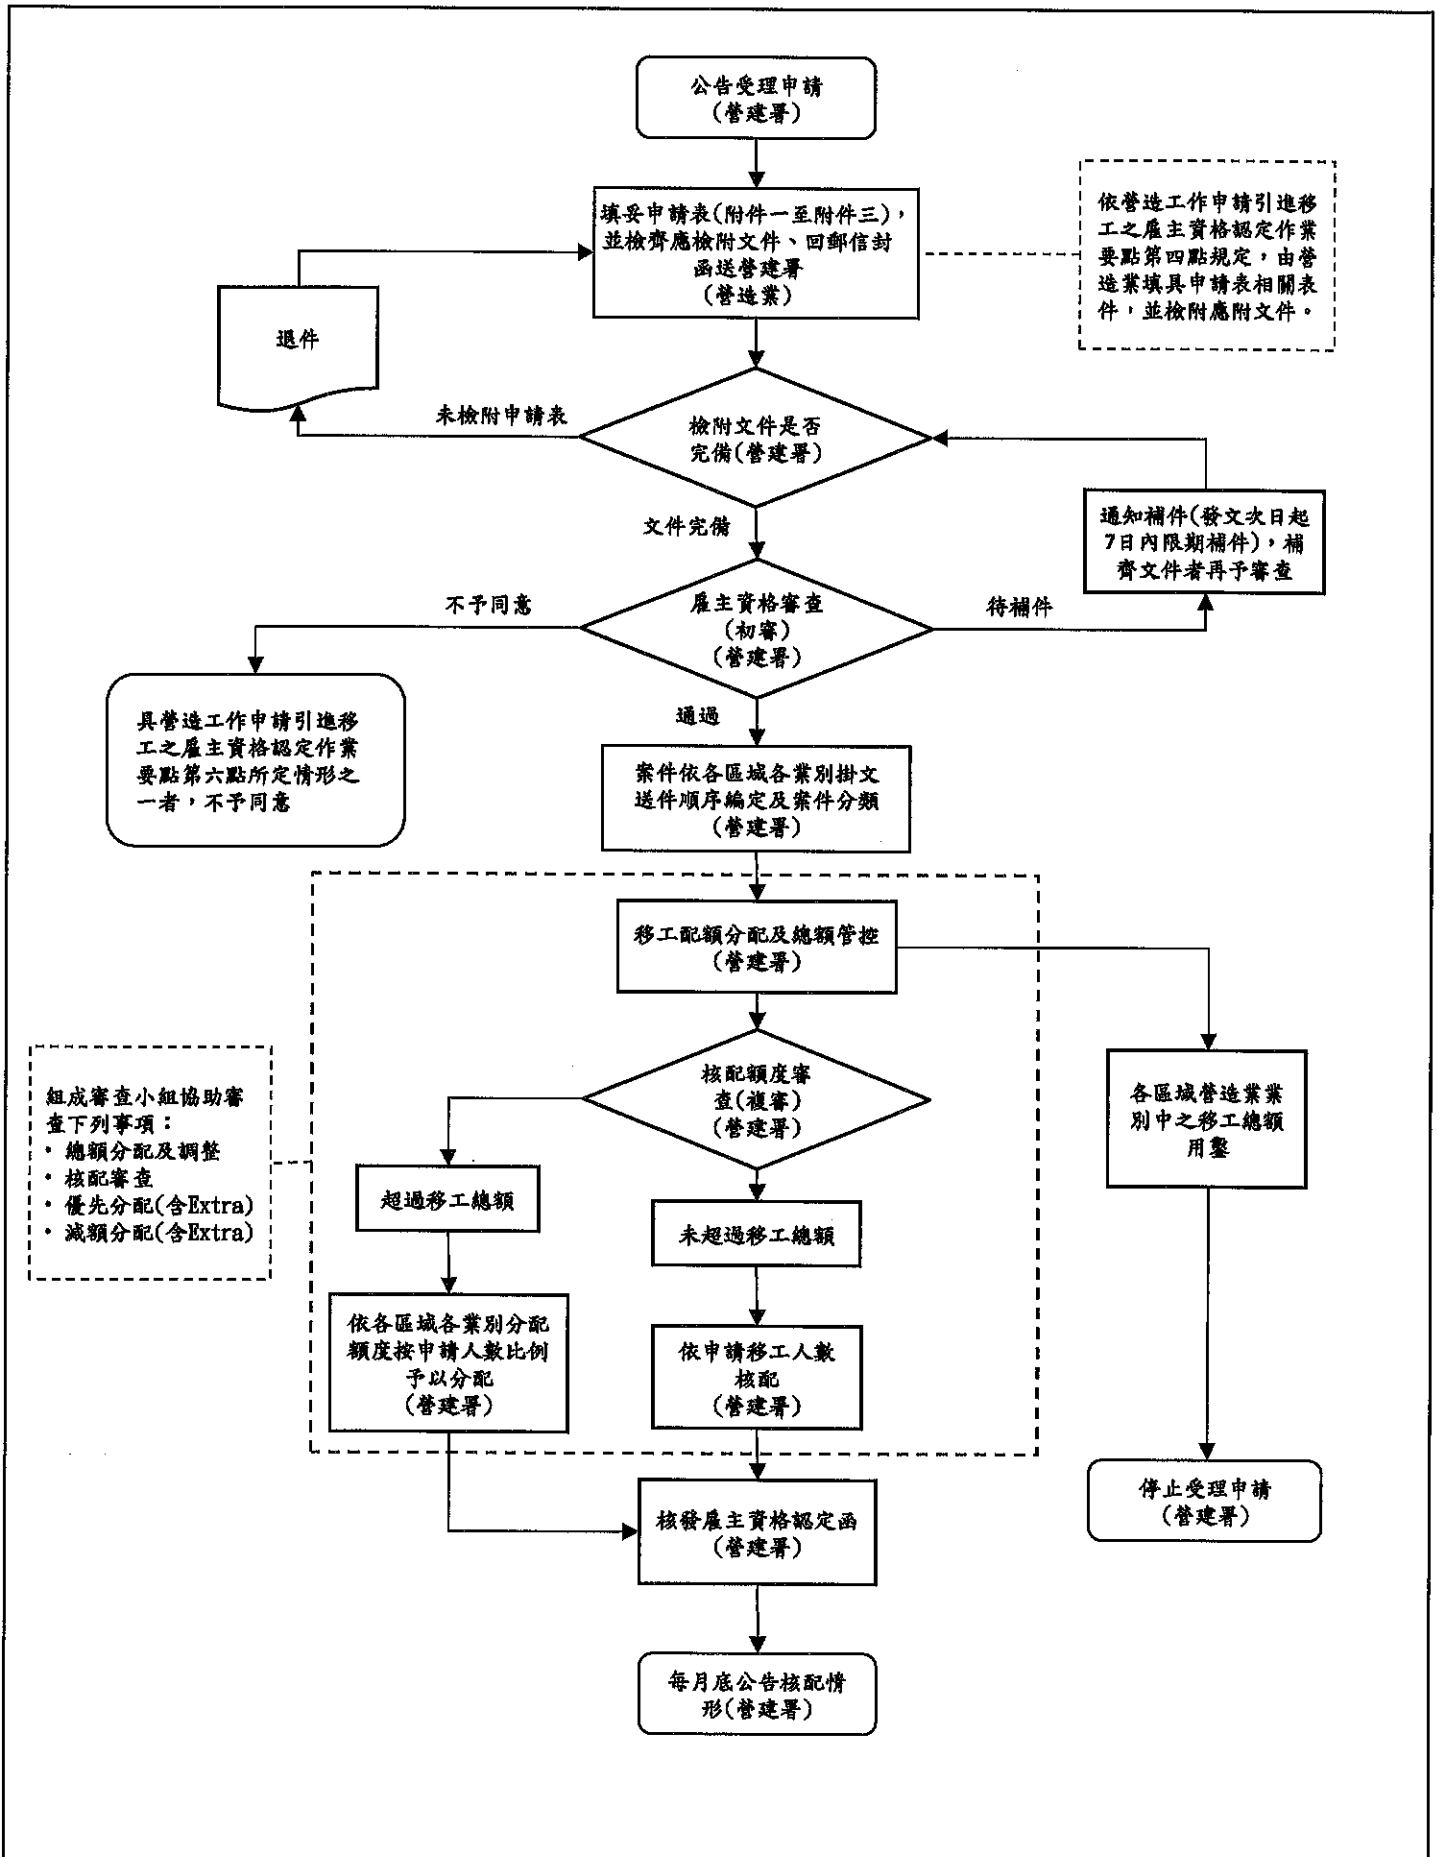 公告受理申請
(營建署)
填妥申請表(附件一至附件三)，
並檢齊應檢附文件、回郵信封
函送營建署
(營造業)
依營造工作申請引進移
工之雇主資格認定作業
要點第四點規定，由營
造業填具申請表相關表
件，並檢附應附文件。
退件
未檢附申請表
檢附文件是否
完備(營建署)
文件完備
通知補件(發文次日起
7日內限期補件)，補
齊文件者再予審查
不予同意
雇主資格審查
(初審)
(營建署)
待補件
具營造工作申請引進移
工之雇主資格認定作業
要點第六點所定情形之
一者，不予同意
通過
案件依各區域各業別掛文
送件順序編定及案件分類
(營建署)
移工配額分配及總額管控
(營建署)
組成審查小組協助審
查下列事項：
• 總額分配及調整
• 核配審查
• 優先分配(含Extra)
• 減額分配(含Extra)
核配額度審
查(複審)
(營建署)
各區域營造業業
別中之移工總額
用罄
超過移工總額
未超過移工總額
依各區域各業別分配
額度按申請人數比例
予以分配
(營建署)
依申請移工人數
核配
(營建署)
停止受理申請
(營建署)
核發雇主資格認定函
(營建署)
每月底公告核配情
形(營建署)